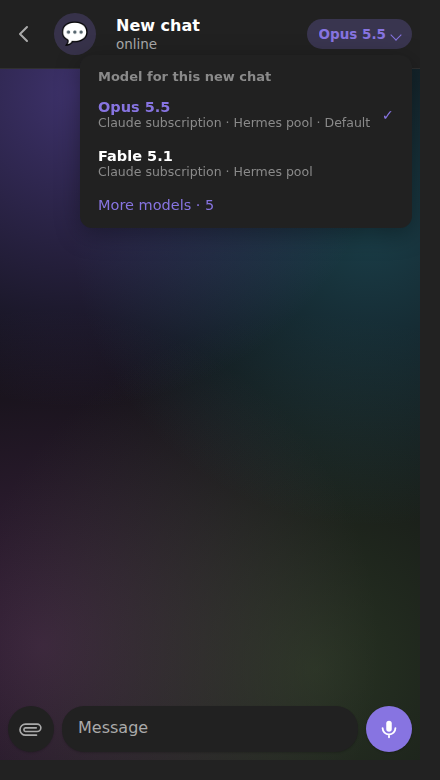 New chat
online
Opus 5.5
Model for this new chat
Opus 5.5
Claude subscription · Hermes pool · Default
✓
Fable 5.1
Claude subscription · Hermes pool
More models · 5
Message